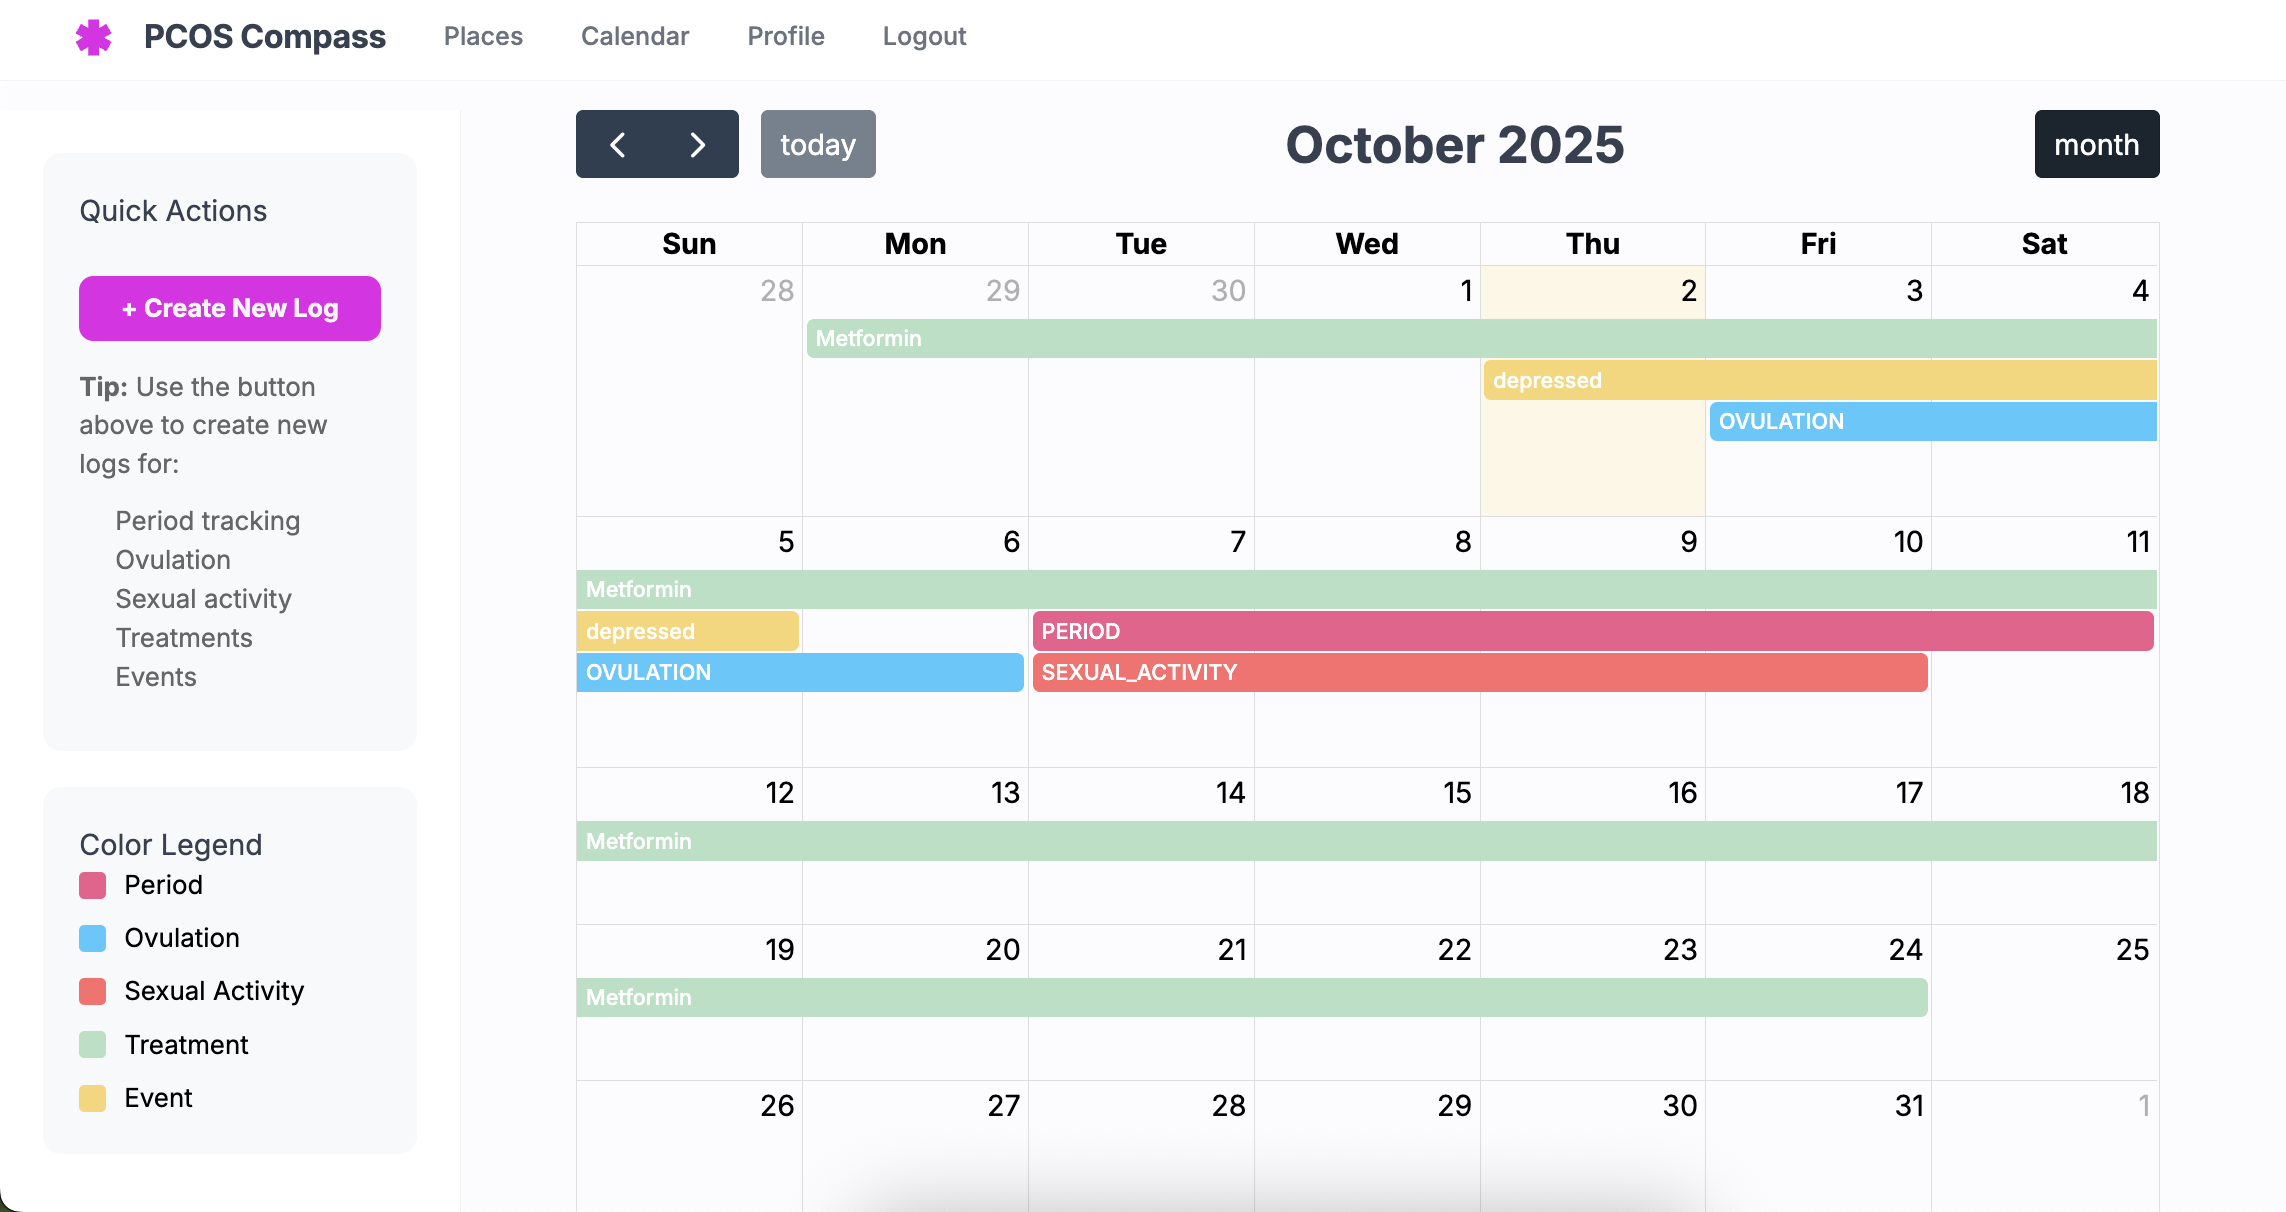 PCOS Compass Places Calendar Profile Logout
Quick Actions
+ Create New Log
Tip: Use the button
above to create new
logs for:
Period tracking
Ovulation
Sexual activity
Treatments
Events
Color Legend
Period
Ovulation
Sexual Activity
Treatment
Event
today October 2025 month
Sun Mon Tue Wed Thu Fri Sat
28 29 30 1 2 3 4
Metformin
depressed
OVULATION
5 6 7 8 9 10 11
Metformin
depressed PERIOD
OVULATION SEXUAL_ACTIVITY
12 13 14 15 16 17 18
Metformin
19 20 21 22 23 24 25
Metformin
26 27 28 29 30 31 1